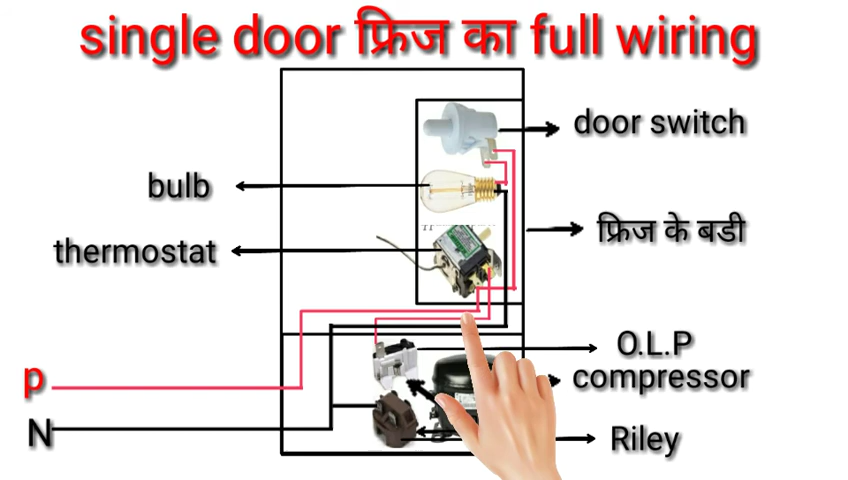 single door फ्रिज का full wiring
door switch
bulb
फ्रिज के बडी
thermostat
O.L.P
p
compressor
N
Riley